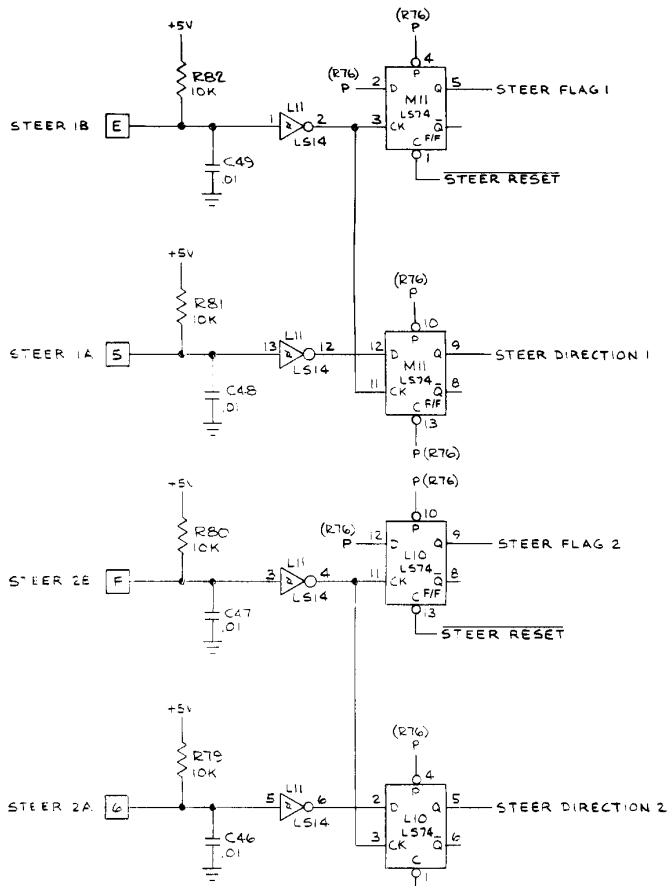 (R76)
P
+5V
4
P
(R76)
P
R82
10K
2
D
Q
5
STEER FLAG 1
L11
M11
LS74
STEER 1B
E
1
2
3
CK
Q̅
LS14
F/F
C
C49
.01
1
STEER RESET
+5V
(R76)
P
10
P
R81
10K
L11
STEER 1A
5
13
12
12
D
Q
9
STEER DIRECTION 1
LS14
M11
LS74
11
CK
Q̅
8
C48
.01
C
F/F
13
P (R76)
P (R76)
+5V
10
P
R80
10K
(R76)
P
12
D
Q
9
STEER FLAG 2
L11
L10
LS74
STEER 2B
F
3
4
11
CK
Q̅
8
LS14
C
F/F
13
C47
.01
STEER RESET
+5V
(R76)
P
4
P
R79
10K
L11
STEER 2A
6
5
6
2
D
Q
5
STEER DIRECTION 2
LS14
L10
LS74
3
CK
Q̅
6
C46
.01
C
1